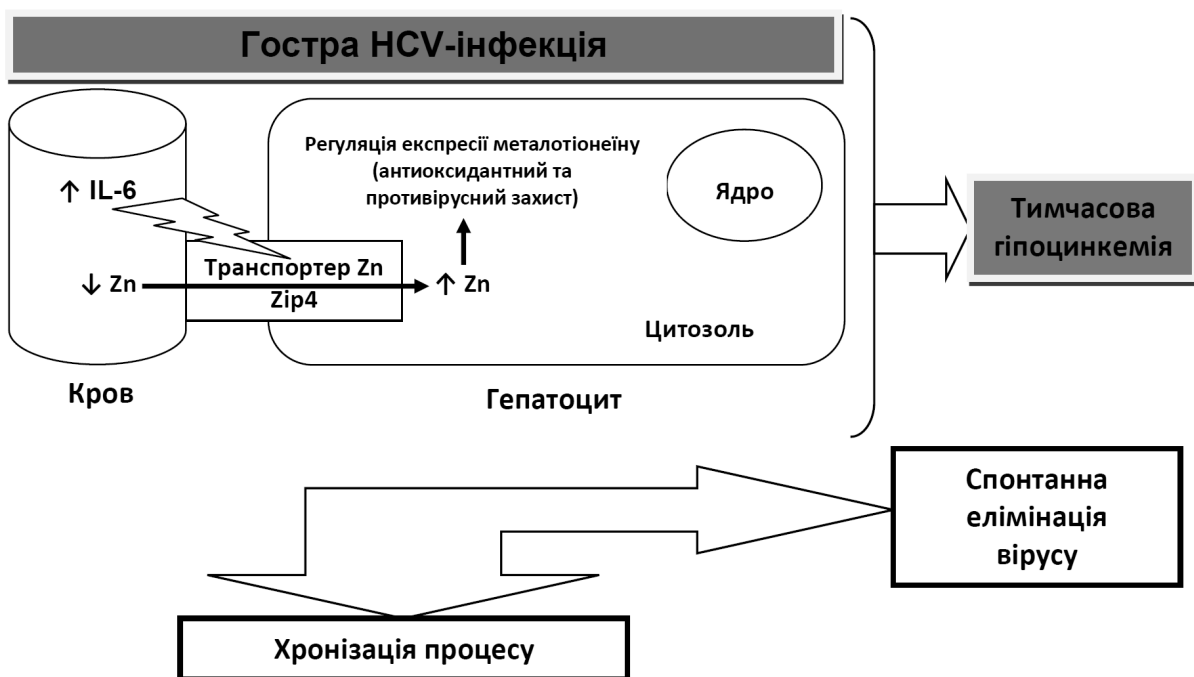 Гостра HCV-інфекція
↑ IL-6
↓ Zn
Кров
Транспортер Zn
Zip4
Регуляція експресії металотіонеїну
(антиоксидантний та
противірусний захист)
↑ Zn
Ядро
Цитозоль
Гепатоцит
Тимчасова
гіпоцинкемія
Спонтанна
елімінація
вірусу
Хронізація процесу